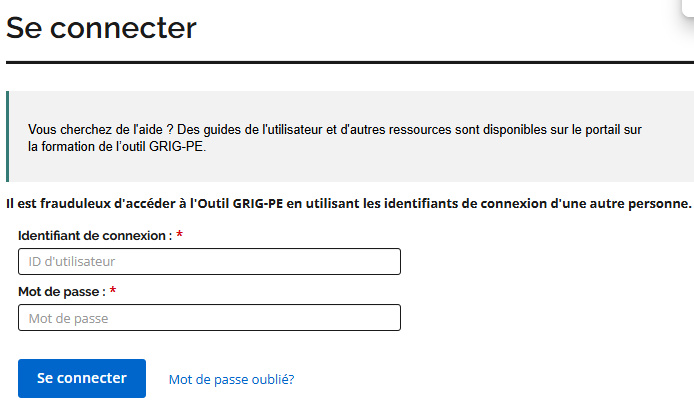 Se connecter
Vous cherchez de l'aide ? Des guides de l'utilisateur et d'autres ressources sont disponibles sur le portail sur
la formation de l’outil GRIG-PE.
Il est frauduleux d'accéder à l'Outil GRIG-PE en utilisant les identifiants de connexion d'une autre personne.
Identifiant de connexion : *
ID d'utilisateur
Mot de passe : *
Mot de passe
Se connecter Mot de passe oublié?